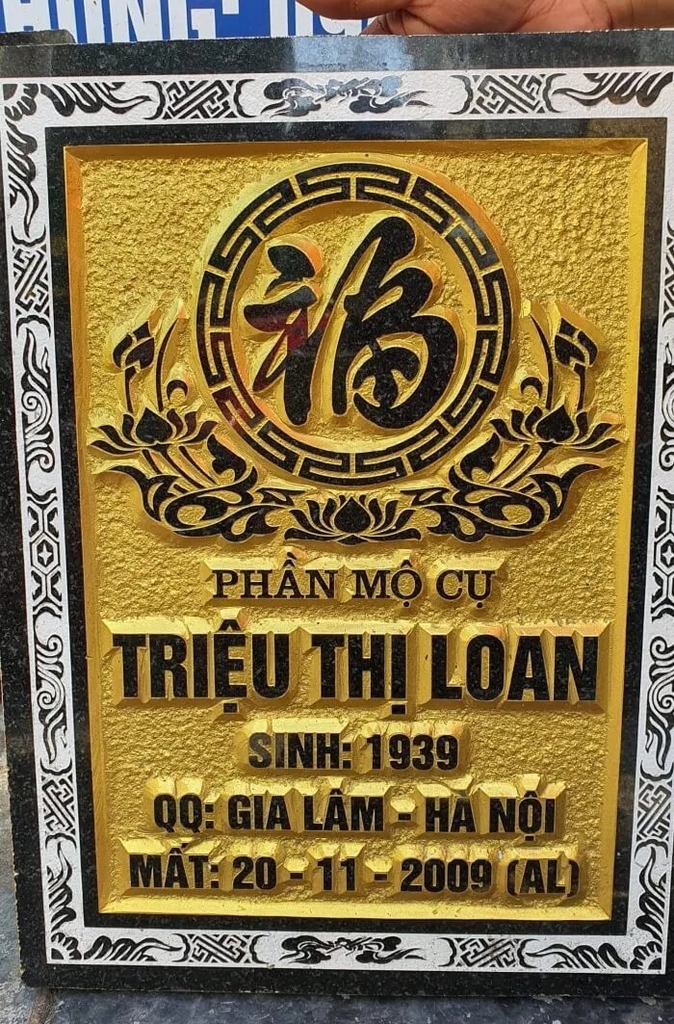 福
PHẦN MỘ CỤ
TRIỆU THỊ LOAN
SINH: 1939
QQ: GIA LÂM - HÀ NỘI
MẤT: 20 - 11 - 2009 (AL)